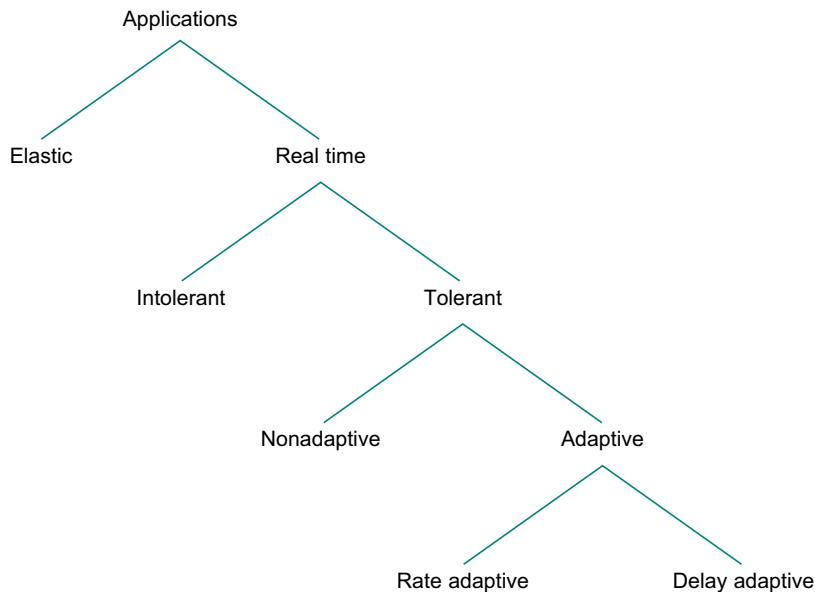 Applications
Elastic
Real time
Intolerant
Tolerant
Nonadaptive
Adaptive
Rate adaptive
Delay adaptive